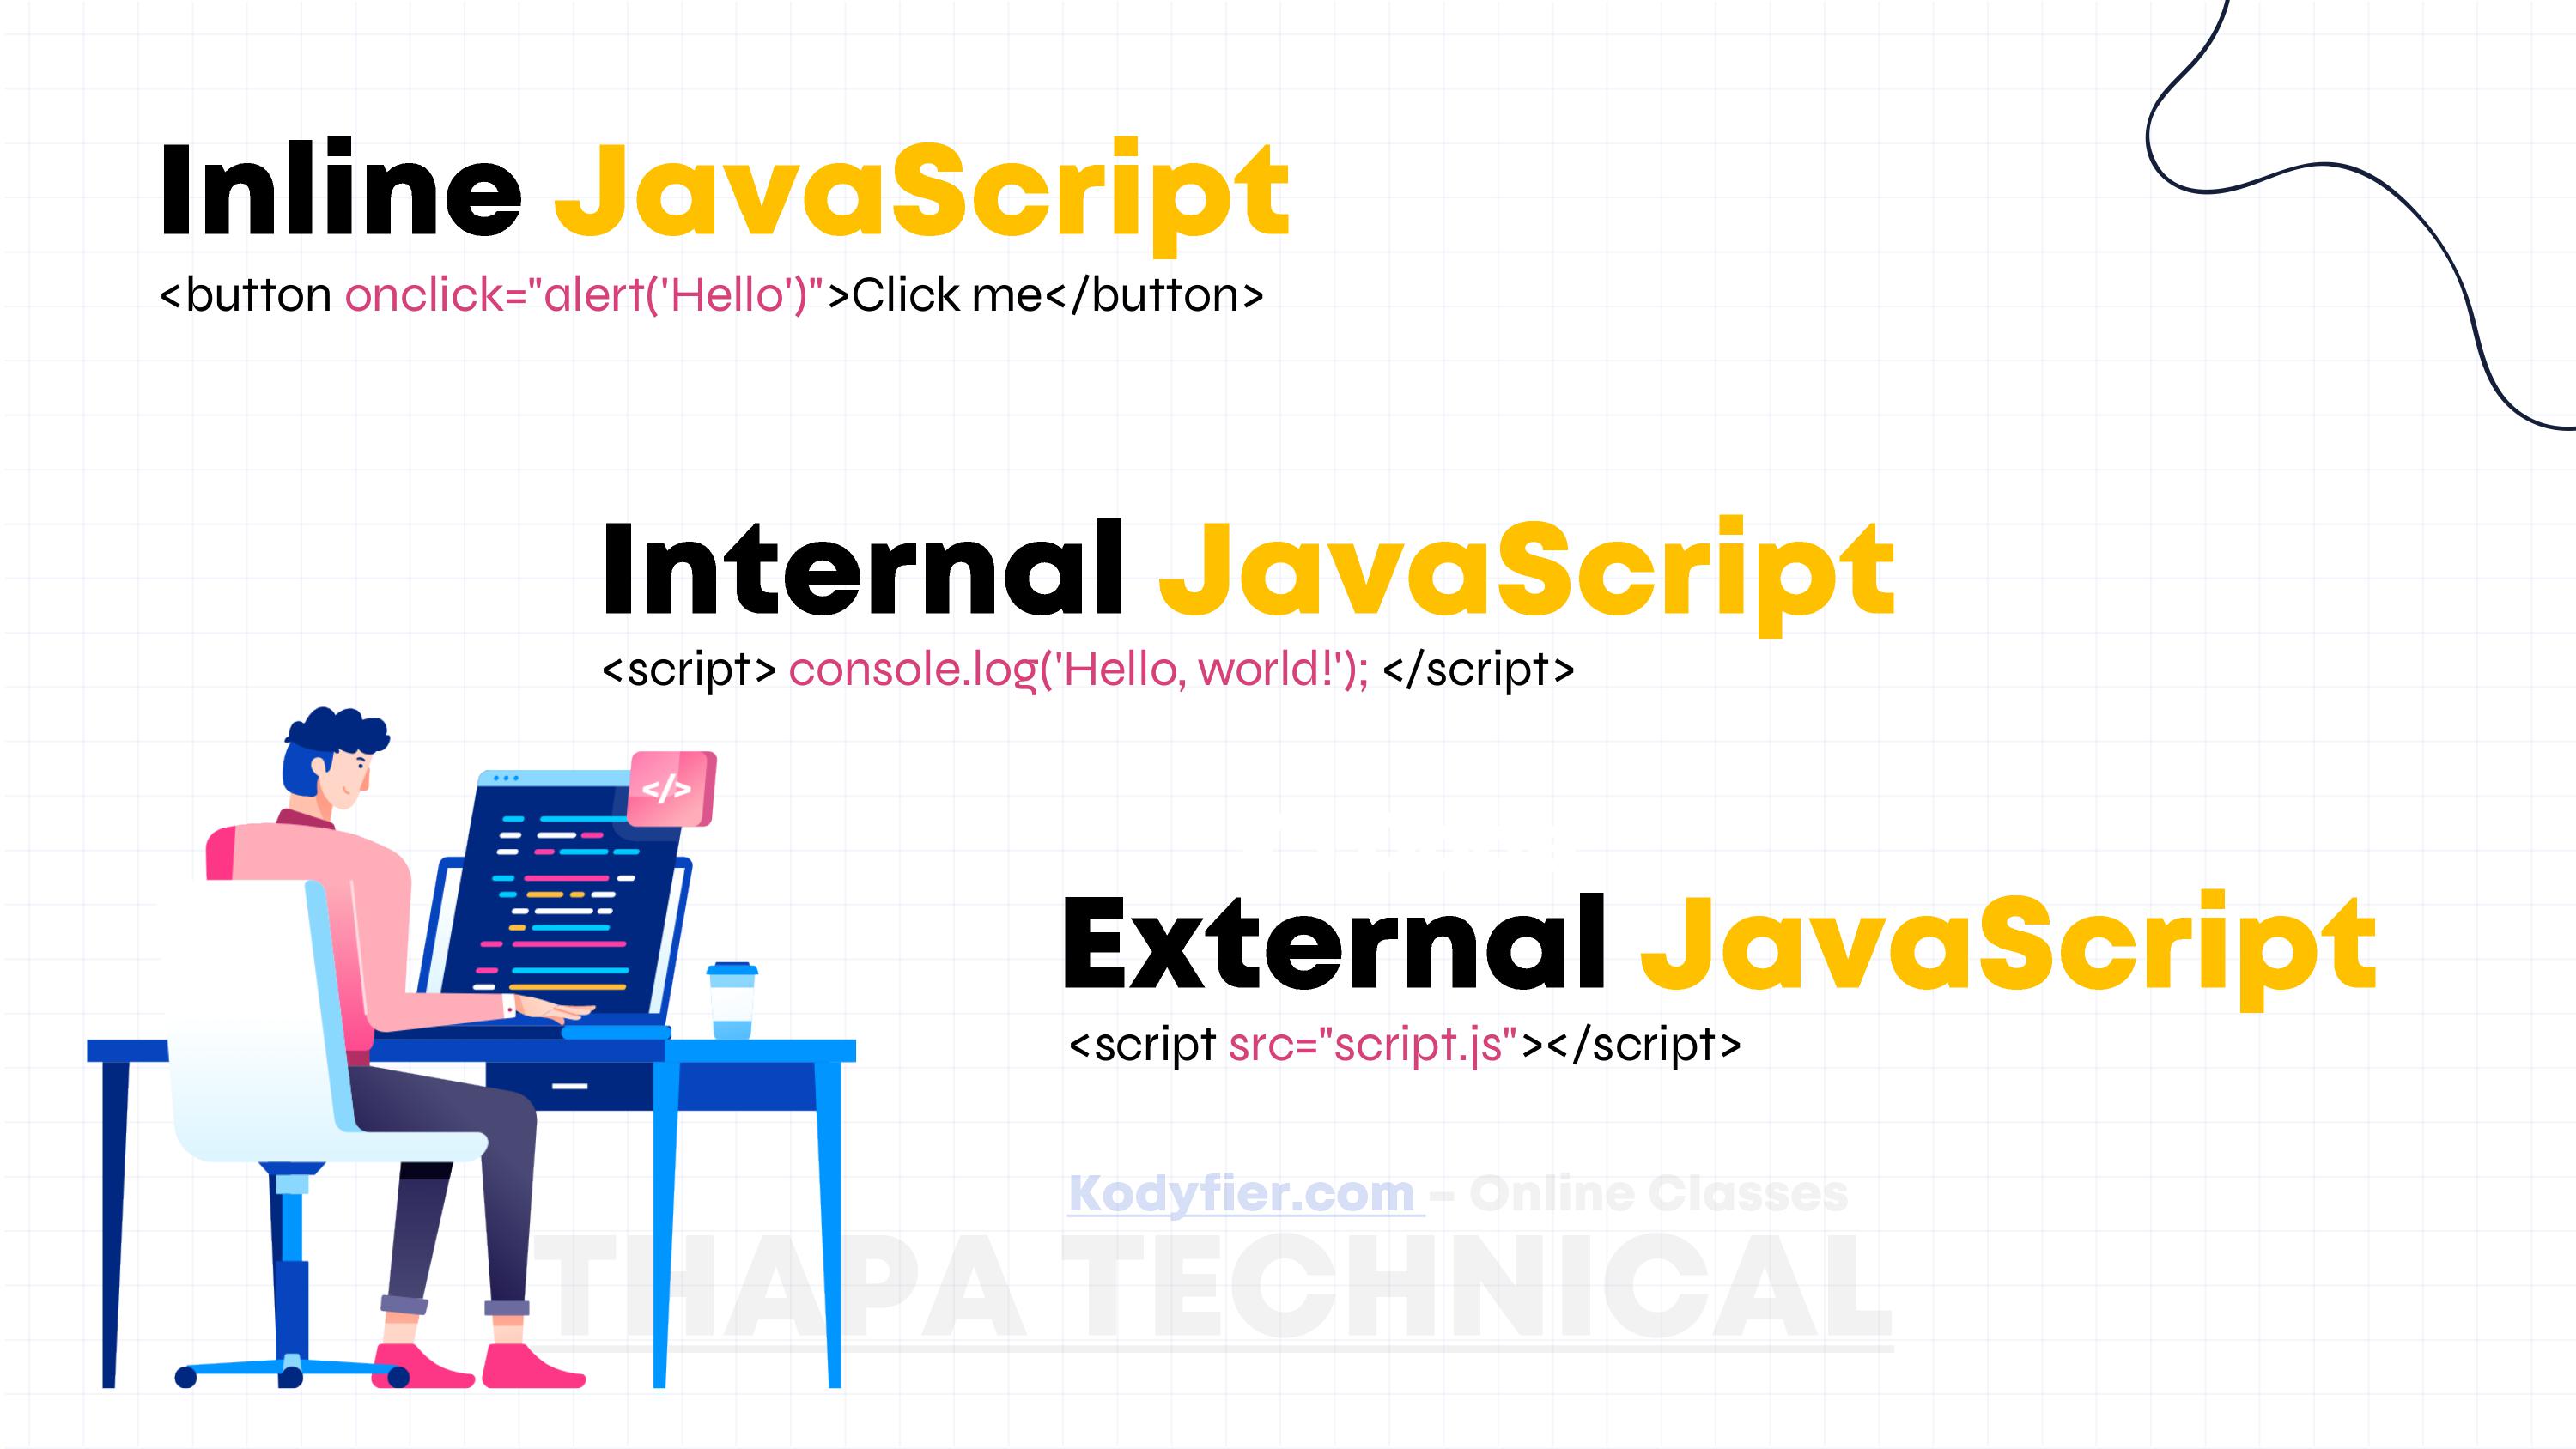 Inline JavaScript
<button onclick="alert('Hello')">Click me</button>
Internal JavaScript
<script> console.log('Hello, world!'); </script>
</>
External JavaScript
<script src="script.js"></script>
Kodyfier.com – Online Classes
THAPA TECHNICAL